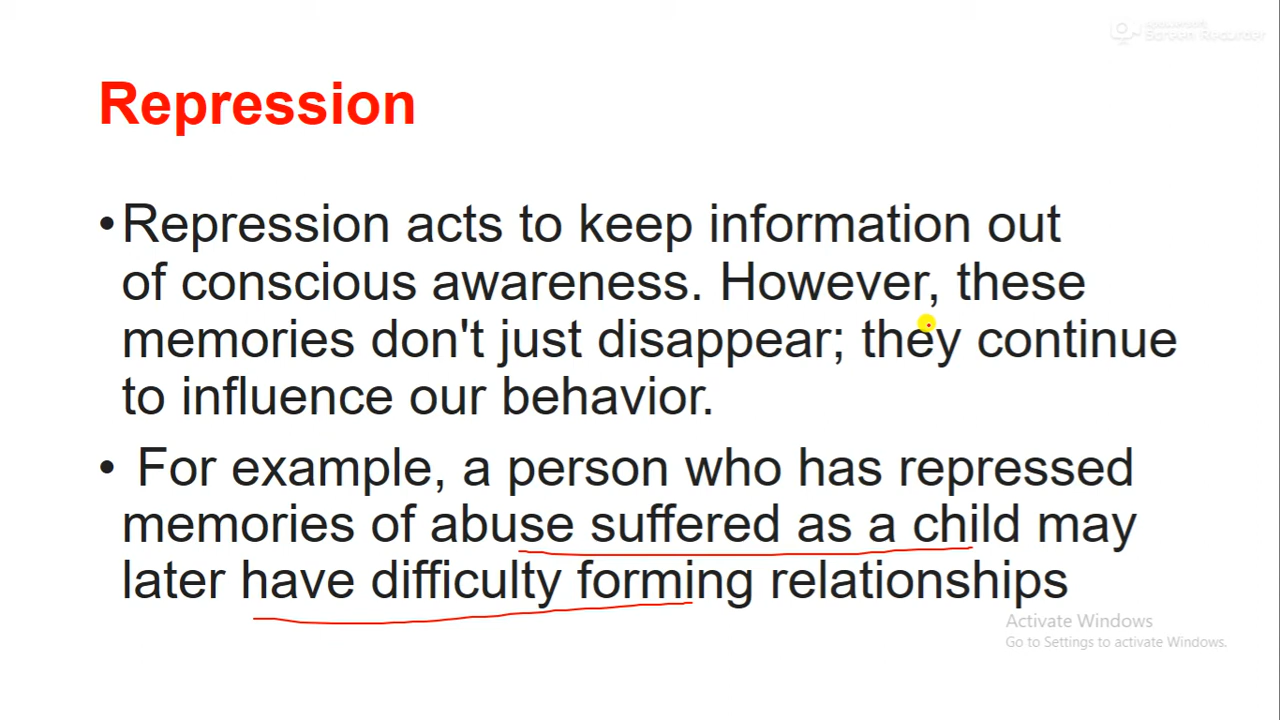 Screen Recorder
Repression
•Repression acts to keep information out
of conscious awareness. However, these
memories don't just disappear; they continue
to influence our behavior.
• For example, a person who has repressed
memories of abuse suffered as a child may
later have difficulty forming relationships
Activate Windows
Go to Settings to activate Windows.